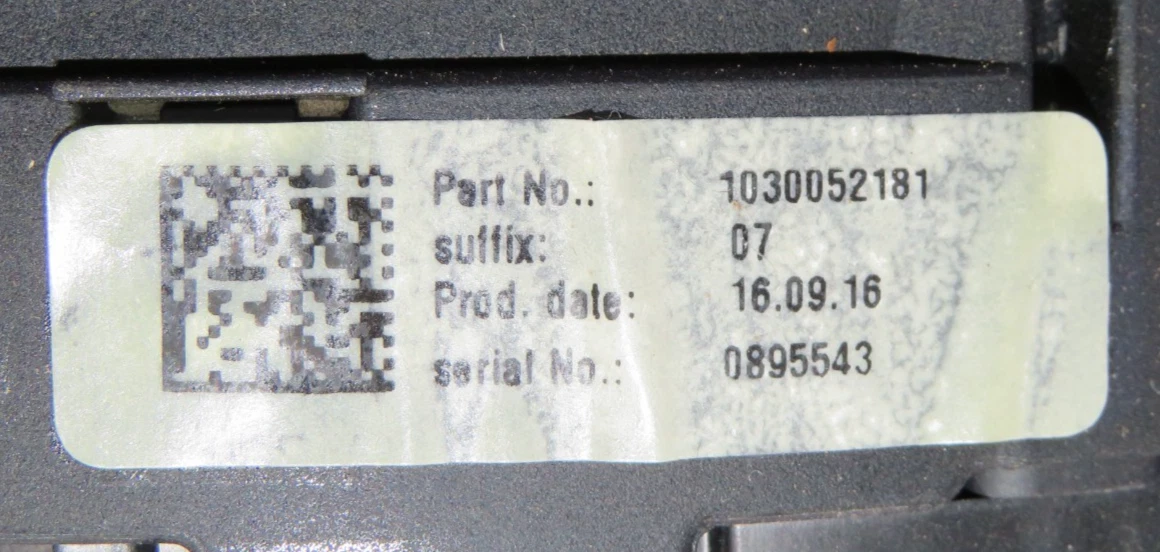 Part No.: 1030052181
suffix: 07
Prod. date: 16.09.16
serial No.: 0895543